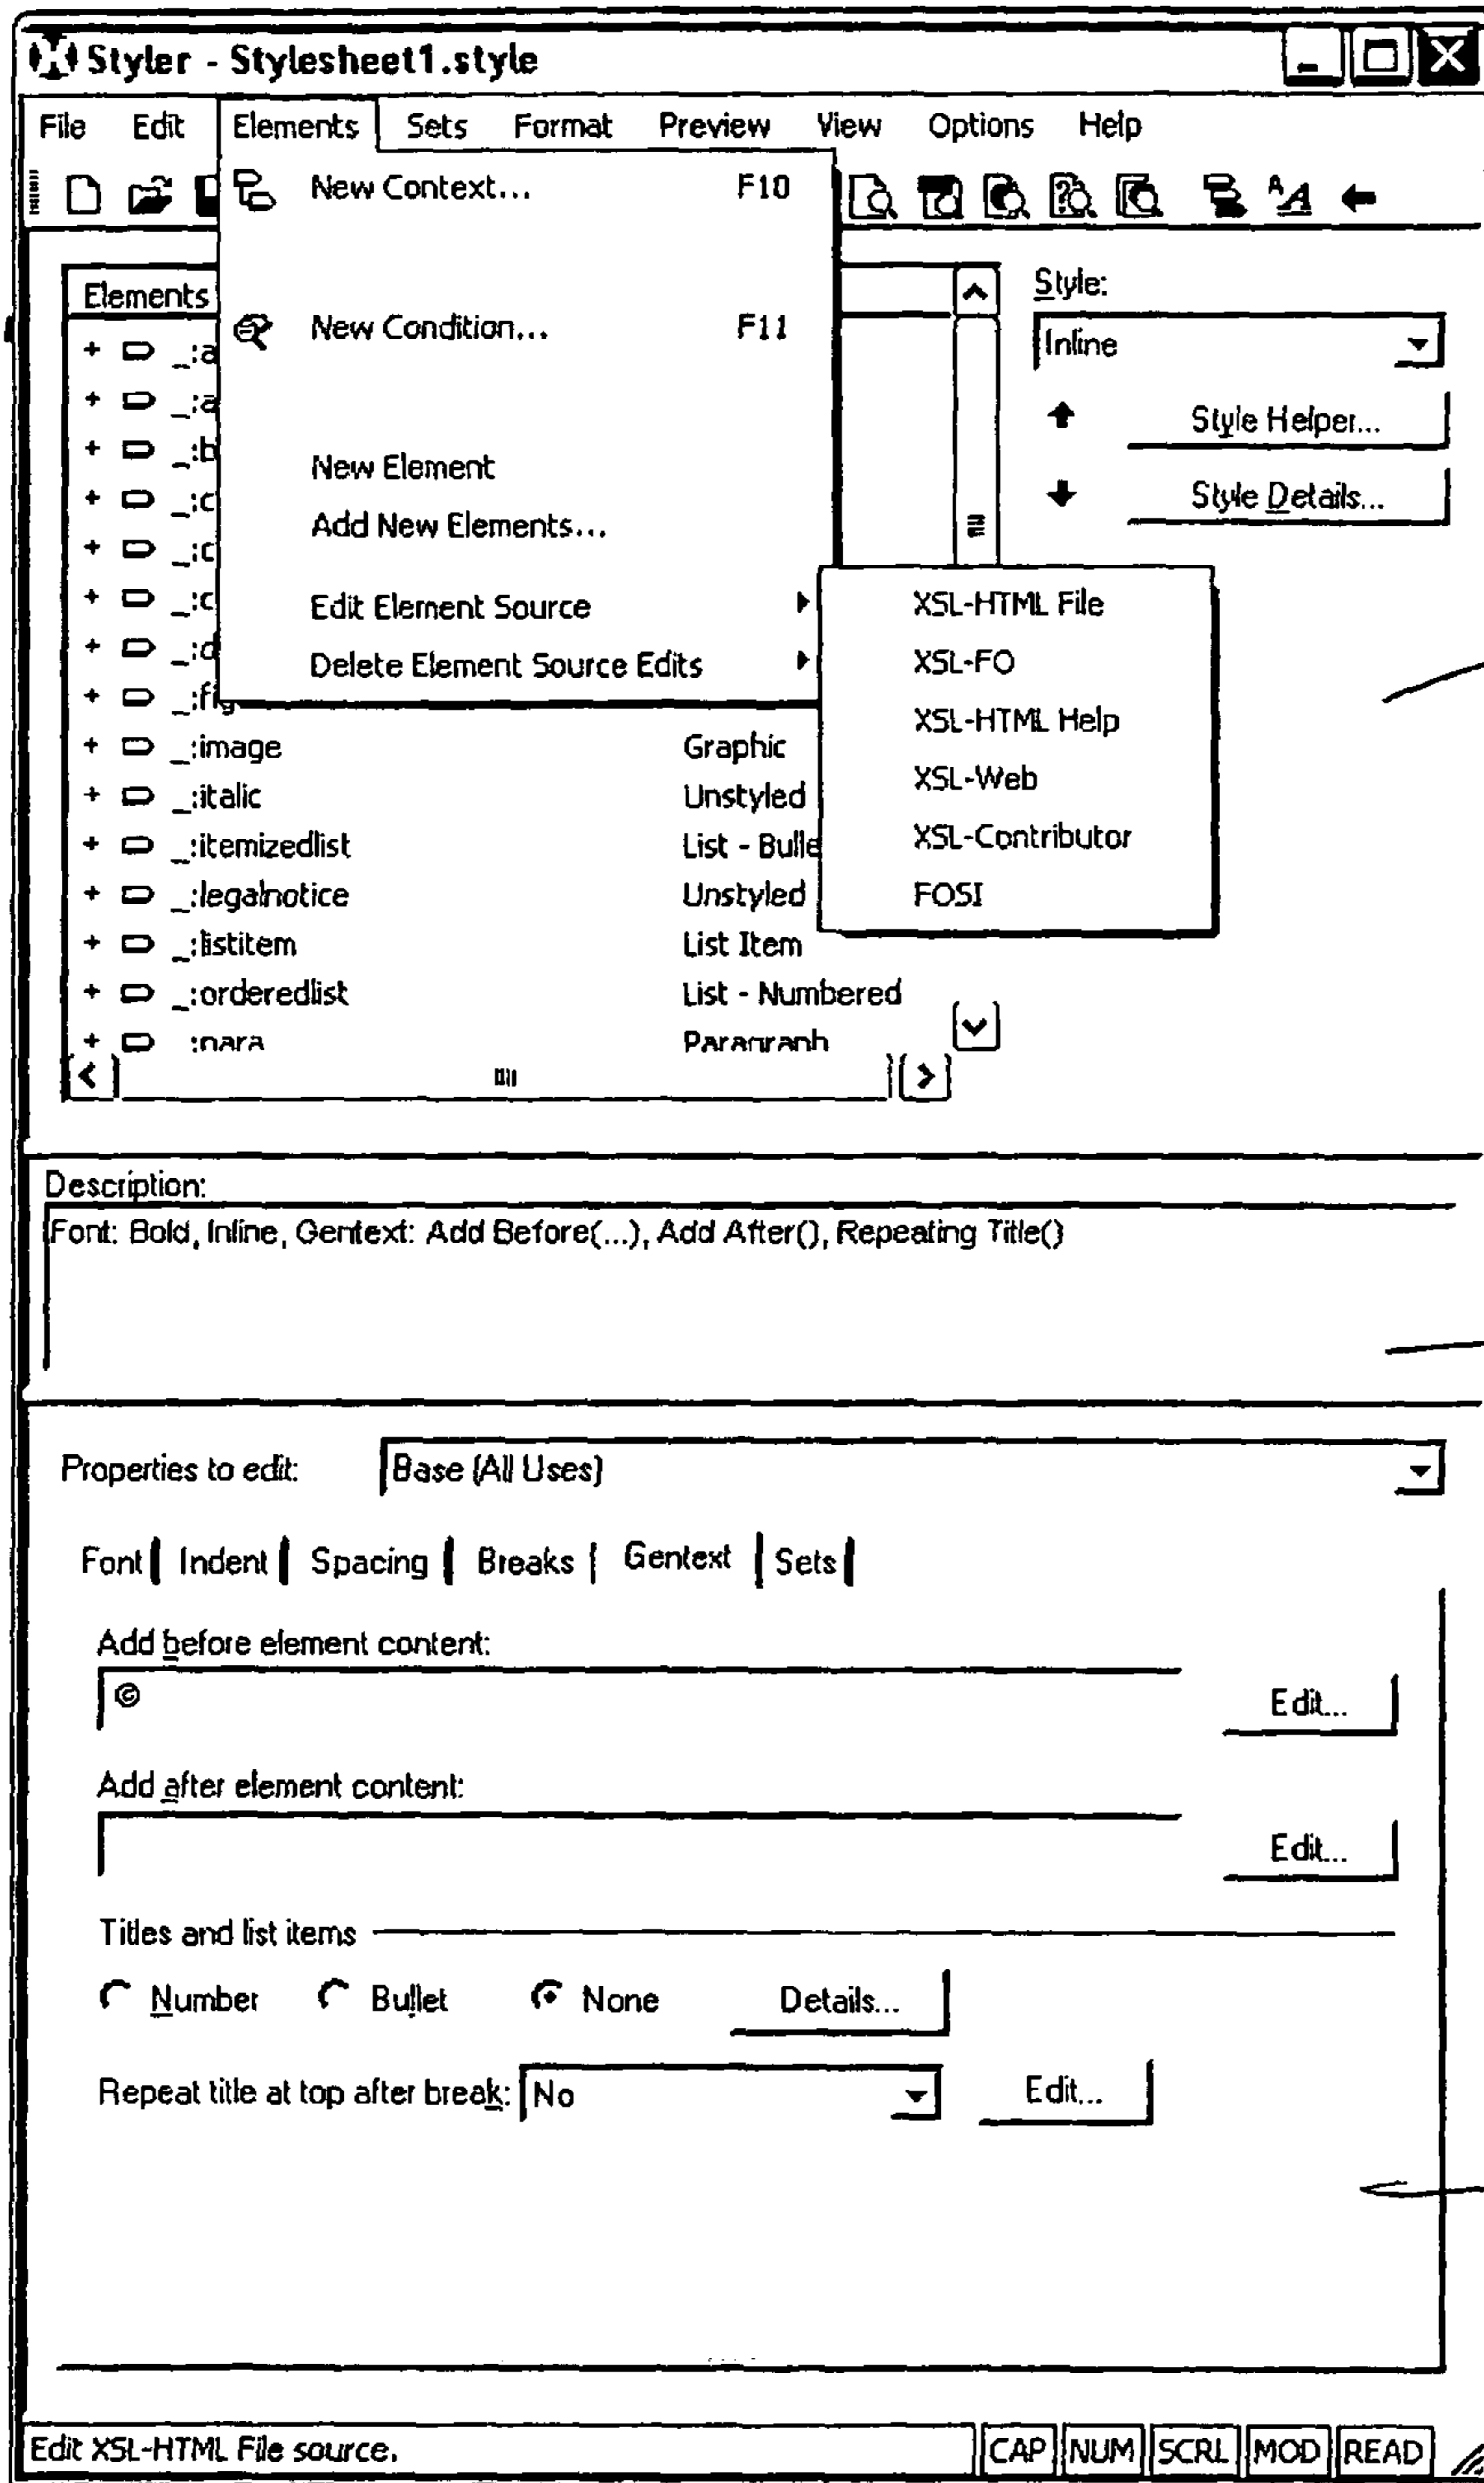 Styler - Stylesheet1.style
File Edit Elements Sets Format Preview View Options Help
New Context... F10
New Condition... F11
New Element
Add New Elements...
Edit Element Source
Delete Element Source Edits
XSL-HTML File
XSL-FO
XSL-HTML Help
XSL-Web
XSL-Contributor
FOSI
Elements
_:a
_:a
_:b
_:c
_:c
_:c
_:d
_:fig
_:image Graphic
_:italic Unstyled
_:itemizedlist List - Bulle
_:legalnotice Unstyled
_:listitem List Item
_:orderedlist List - Numbered
_:para Paragraph
Style:
Inline
Style Helper...
Style Details...
Description:
Font: Bold, Inline, Gentext: Add Before(...), Add After(), Repeating Title()
Properties to edit: Base (All Uses)
Font Indent Spacing Breaks Gentext Sets
Add before element content:
© Edit...
Add after element content:
Edit...
Titles and list items
Number Bullet None Details...
Repeat title at top after break: No Edit...
Edit XSL-HTML File source. CAP NUM SCRL MOD READ